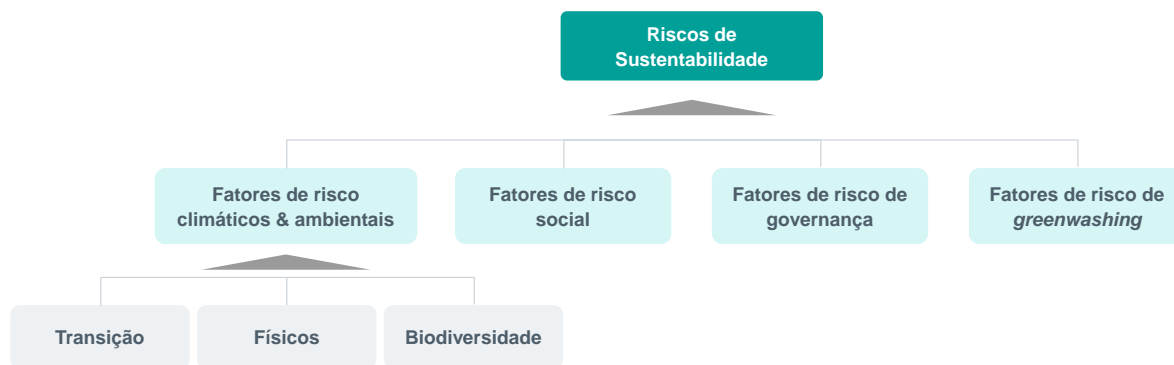 Riscos de
Sustentabilidade
Fatores de risco
climáticos & ambientais
Fatores de risco
social
Fatores de risco de
governança
Fatores de risco de
greenwashing
Transição
Físicos
Biodiversidade